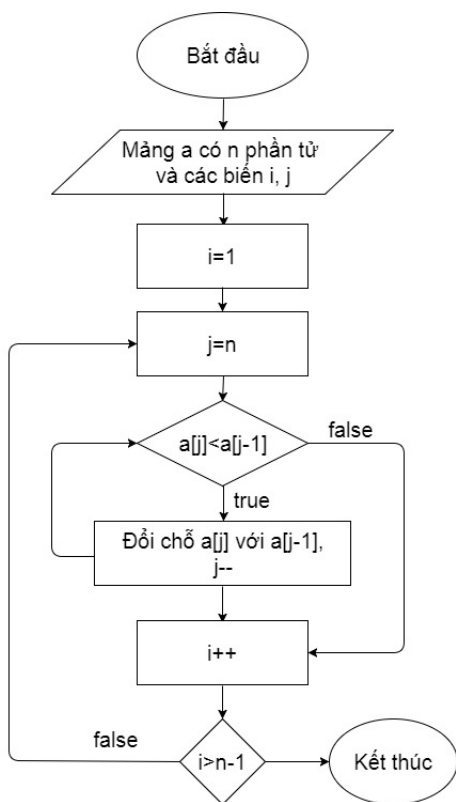 Bắt đầu
Mảng a có n phần tử
và các biến i, j
i=1
j=n
a[j]<a[j-1]
false
true
Đổi chỗ a[j] với a[j-1],
j--
i++
false
i>n-1
Kết thúc